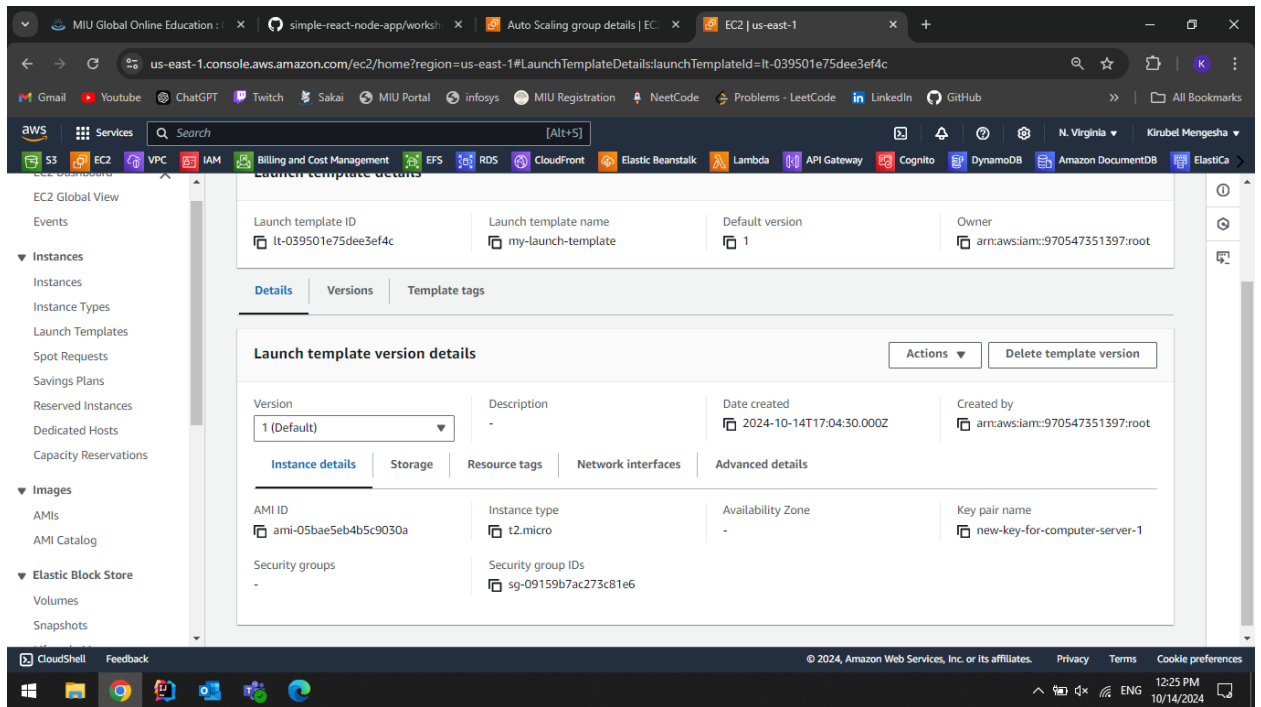 MIU Global Online Education : C
simple-react-node-app/worksh
Auto Scaling group details | EC
EC2 | us-east-1
us-east-1.console.aws.amazon.com/ec2/home?region=us-east-1#LaunchTemplateDetails:launchTemplateId=lt-039501e75dee3ef4c
K
Gmail Youtube ChatGPT Twitch Sakai MIU Portal infosys MIU Registration NeetCode Problems - LeetCode LinkedIn GitHub » All Bookmarks
aws Services Search [Alt+S] N. Virginia Kirubel Mengesha
S3 EC2 VPC IAM Billing and Cost Management EFS RDS CloudFront Elastic Beanstalk Lambda API Gateway Cognito DynamoDB Amazon DocumentDB ElastiCa
EC2 Dashboard
EC2 Global View
Events
Instances
Instances
Instance Types
Launch Templates
Spot Requests
Savings Plans
Reserved Instances
Dedicated Hosts
Capacity Reservations
Images
AMIs
AMI Catalog
Elastic Block Store
Volumes
Snapshots
Launch template details
Launch template ID
lt-039501e75dee3ef4c
Launch template name
my-launch-template
Default version
1
Owner
arn:aws:iam::970547351397:root
Details Versions Template tags
Launch template version details
Actions Delete template version
Version
1 (Default)
Description
-
Date created
2024-10-14T17:04:30.000Z
Created by
arn:aws:iam::970547351397:root
Instance details Storage Resource tags Network interfaces Advanced details
AMI ID
ami-05bae5eb4b5c9030a
Instance type
t2.micro
Availability Zone
-
Key pair name
new-key-for-computer-server-1
Security groups
-
Security group IDs
sg-09159b7ac273c81e6
CloudShell Feedback © 2024, Amazon Web Services, Inc. or its affiliates. Privacy Terms Cookie preferences
ENG
12:25 PM
10/14/2024